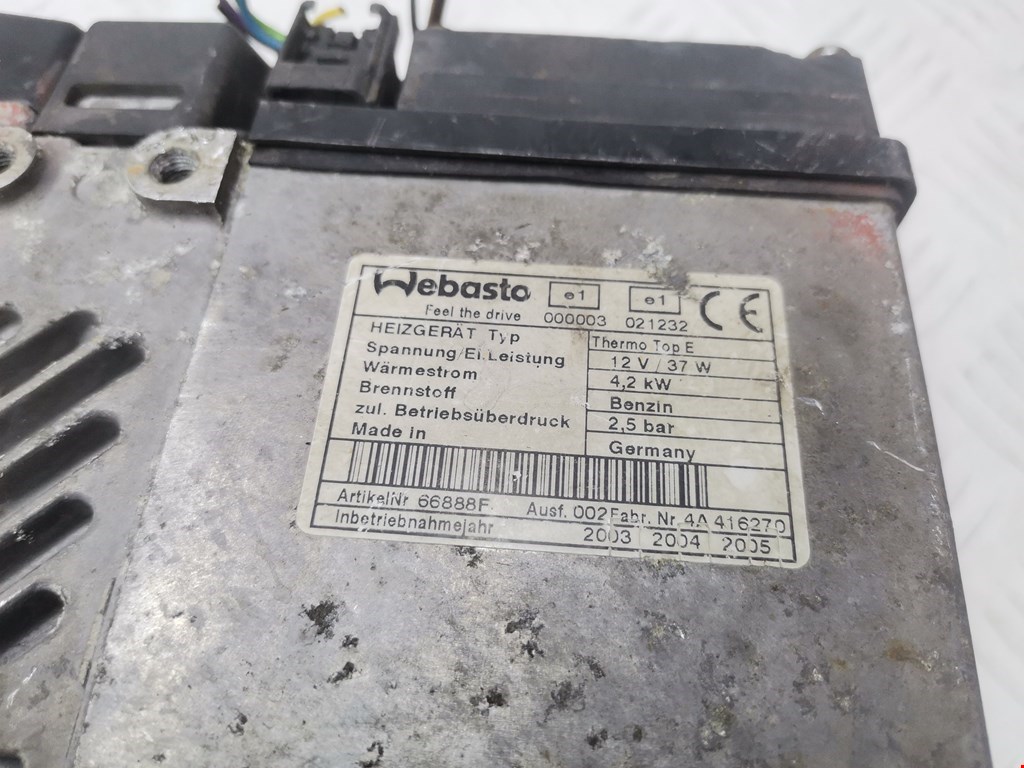 Webasto e1 e1 CE
Feel the drive 000003 021232
HEIZGERÄT Typ Thermo Top E
Spannung/El.Leistung 12 V / 37 W
Wärmestrom 4,2 kW
Brennstoff Benzin
zul. Betriebsüberdruck 2,5 bar
Made in Germany
ArtikelNr 66888F Ausf. 002 Fabr. Nr. 4A 416270
Inbetriebnahmejahr 2003 2004 2005